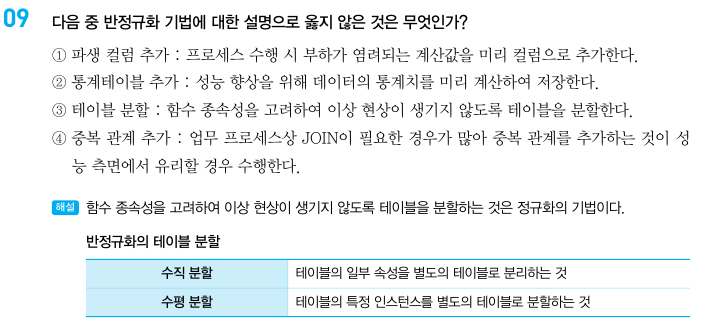 09 다음 중 반정규화 기법에 대한 설명으로 옳지 않은 것은 무엇인가?
① 파생 컬럼 추가 : 프로세스 수행 시 부하가 염려되는 계산값을 미리 컬럼으로 추가한다.
② 통계테이블 추가 : 성능 향상을 위해 데이터의 통계치를 미리 계산하여 저장한다.
③ 테이블 분할 : 함수 종속성을 고려하여 이상 현상이 생기지 않도록 테이블을 분할한다.
④ 중복 관계 추가 : 업무 프로세스상 JOIN이 필요한 경우가 많아 중복 관계를 추가하는 것이 성
능 측면에서 유리할 경우 수행한다.
해설 함수 종속성을 고려하여 이상 현상이 생기지 않도록 테이블을 분할하는 것은 정규화의 기법이다.
반정규화의 테이블 분할
수직 분할 테이블의 일부 속성을 별도의 테이블로 분리하는 것
수평 분할 테이블의 특정 인스턴스를 별도의 테이블로 분할하는 것